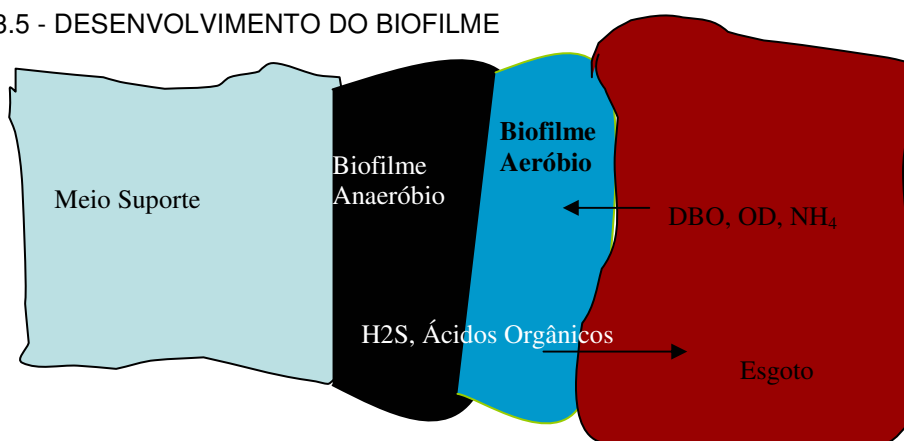 3.5 - DESENVOLVIMENTO DO BIOFILME
Biofilme
Aeróbio
Biofilme
Anaeróbio
Meio Suporte
DBO, OD, NH₄
H2S, Ácidos Orgânicos
Esgoto